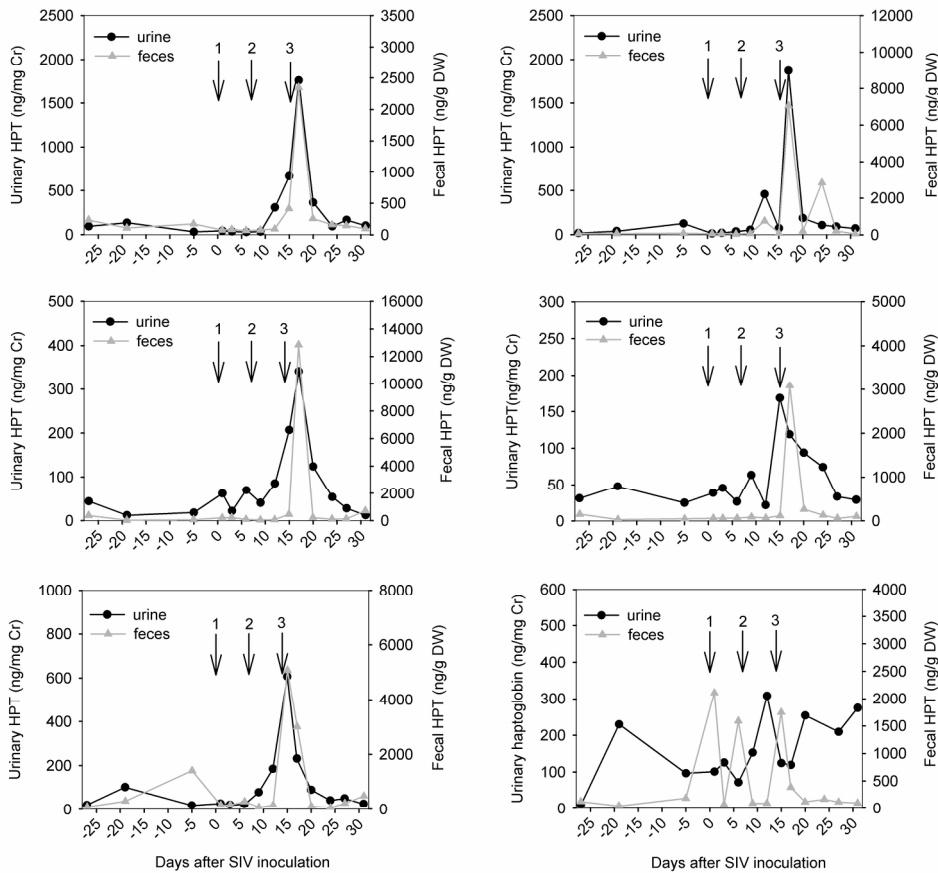 2500
2000
1500
1000
500
0
Urinary HPT (ng/mg Cr)
urine
feces
1 2 3
3500
3000
2500
2000
1500
1000
500
0
Fecal HPT (ng/g DW)
-25 -20 -15 -10 -5 0 5 10 15 20 25 30
2500
2000
1500
1000
500
0
Urinary HPT (ng/mg Cr)
urine
feces
1 2 3
12000
10000
8000
6000
4000
2000
0
Fecal HPT (ng/g DW)
-25 -20 -15 -10 -5 0 5 10 15 20 25 30
500
400
300
200
100
0
Urinary HPT (ng/mg Cr)
urine
feces
1 2 3
16000
14000
12000
10000
8000
6000
4000
2000
0
Fecal HPT (ng/g DW)
-25 -20 -15 -10 -5 0 5 10 15 20 25 30
300
250
200
150
100
50
0
Urinary HPT(ng/mg Cr)
urine
feces
1 2 3
5000
4000
3000
2000
1000
0
Fecal HPT (ng/g DW)
-25 -20 -15 -10 -5 0 5 10 15 20 25 30
1000
800
600
400
200
0
Urinary HPT (ng/mg Cr)
urine
feces
1 2 3
8000
6000
4000
2000
0
Fecal HPT (ng/g DW)
-25 -20 -15 -10 -5 0 5 10 15 20 25 30
Days after SIV inoculation
600
500
400
300
200
100
0
Urinary haptoglobin (ng/mg Cr)
urine
feces
1 2 3
4000
3500
3000
2500
2000
1500
1000
500
0
Fecal HPT (ng/g DW)
-25 -20 -15 -10 -5 0 5 10 15 20 25 30
Days after SIV inoculation